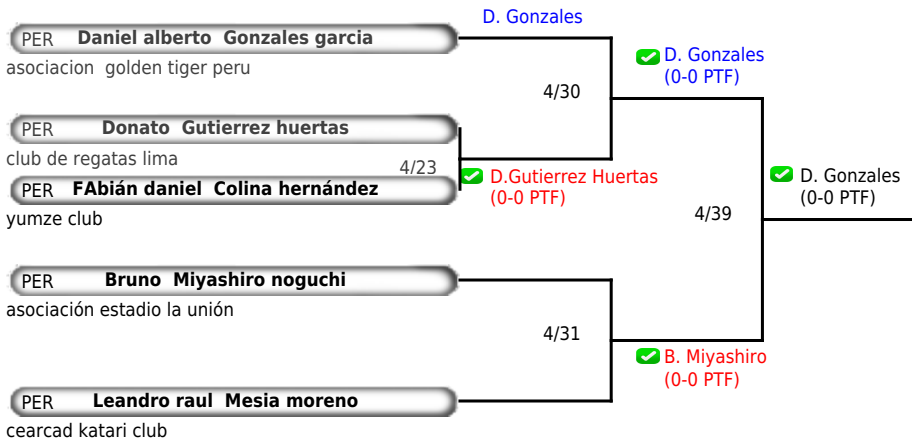 D. Gonzales
PER Daniel alberto Gonzales garcia
asociacion golden tiger peru
D. Gonzales
(0-0 PTF)
4/30
PER Donato Gutierrez huertas
club de regatas lima
4/23
D.Gutierrez Huertas
(0-0 PTF)
PER FAbián daniel Colina hernández
yumze club
D. Gonzales
(0-0 PTF)
4/39
PER Bruno Miyashiro noguchi
asociación estadio la unión
4/31
B. Miyashiro
(0-0 PTF)
PER Leandro raul Mesia moreno
cearcad katari club